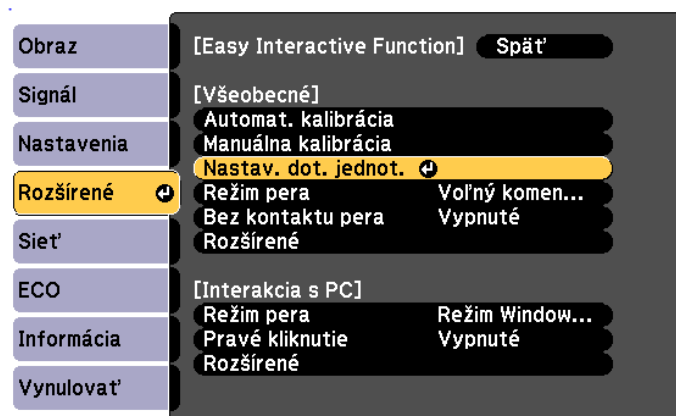 Obraz
Signál
Nastavenia
Rozšírené
Sieť
ECO
Informácia
Vynulovať
[Easy Interactive Function] Späť
[Všeobecné]
Automat. kalibrácia
Manuálna kalibrácia
Nastav. dot. jednot.
Režim pera Voľný komen...
Bez kontaktu pera Vypnuté
Rozšírené
[Interakcia s PC]
Režim pera Režim Window...
Pravé kliknutie Vypnuté
Rozšírené